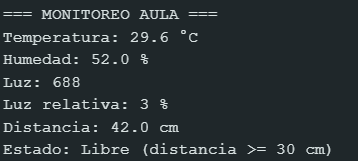 === MONITOREO AULA ===
Temperatura: 29.6 °C
Humedad: 52.0 %
Luz: 688
Luz relativa: 3 %
Distancia: 42.0 cm
Estado: Libre (distancia >= 30 cm)